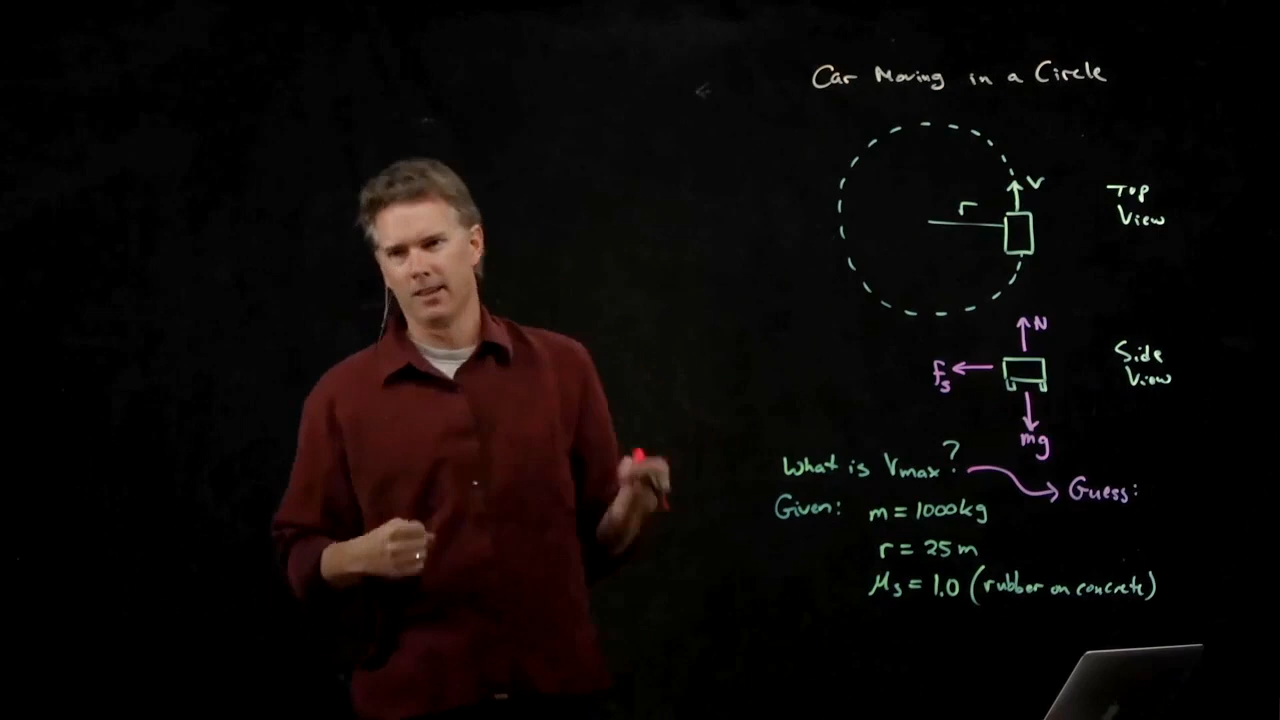 Car Moving in a Circle
v
r
Top
View
N
fs
Side
View
mg
What is Vmax?
Guess:
Given: m = 1000kg
r = 25 m
μs = 1.0 (rubber on concrete)